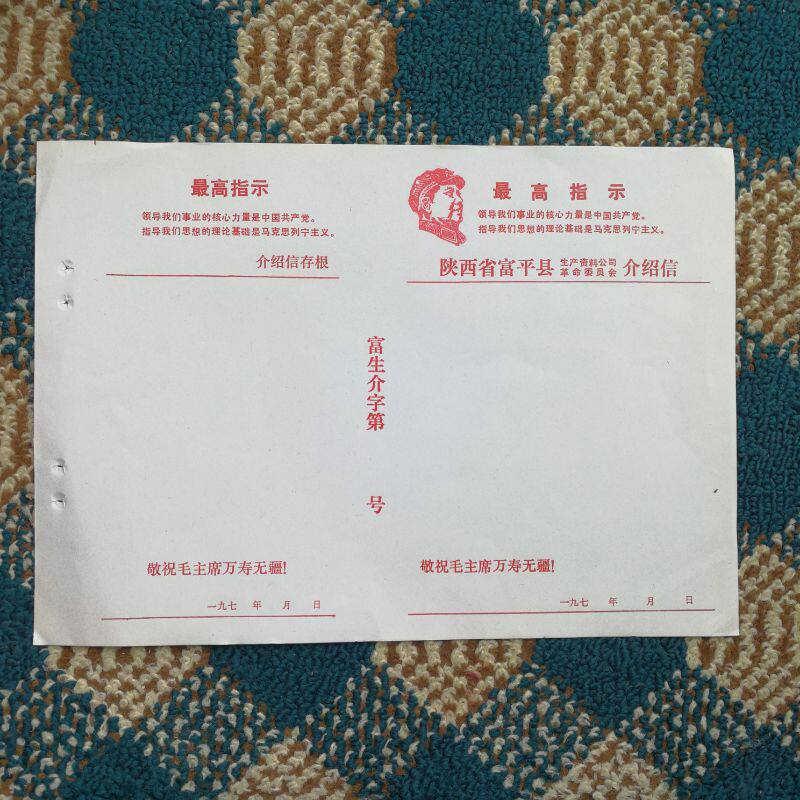 最高指示
领导我们事业的核心力量是中国共产党。
指导我们思想的理论基础是马克思列宁主义。
介绍信存根
敬祝毛主席万寿无疆!
一九七 年 月 日
富生介字第 号
最高指示
领导我们事业的核心力量是中国共产党。
指导我们思想的理论基础是马克思列宁主义。
陕西省富平县 生产资料公司 革命委员会 介绍信
敬祝毛主席万寿无疆!
一九七 年 月 日